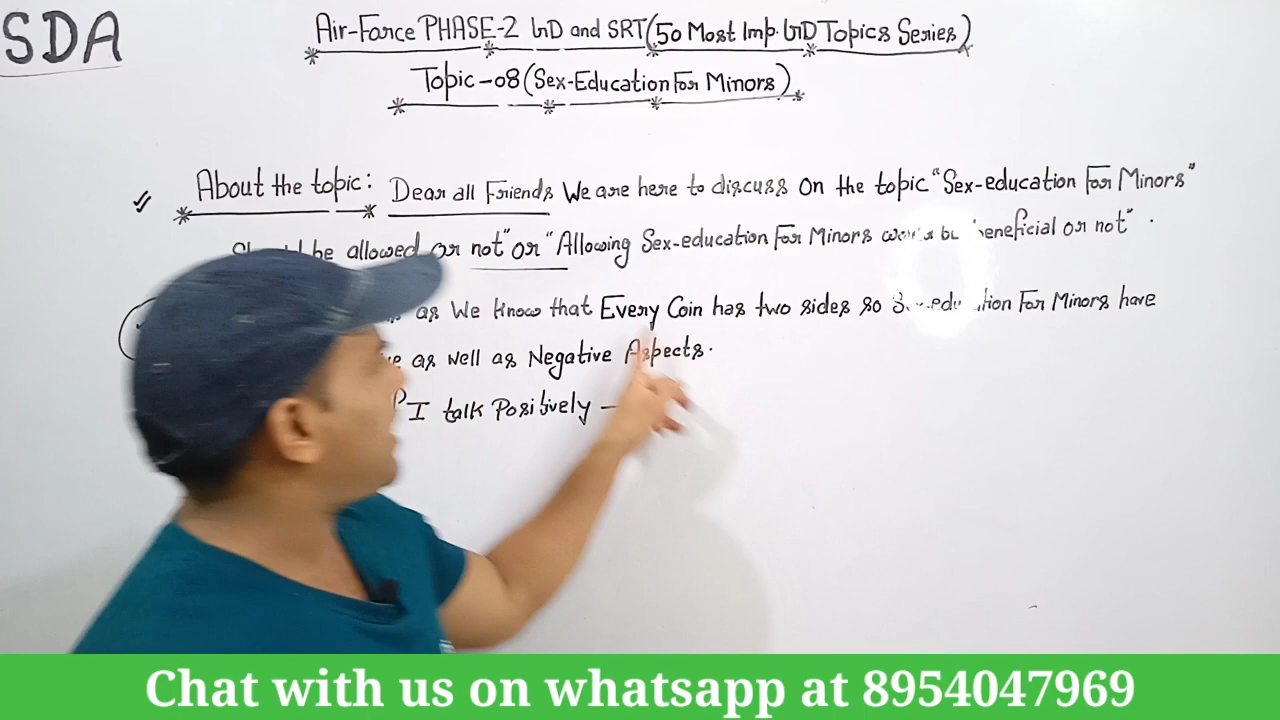 SDA
Air-Force PHASE-2 GD and SRT(50 Most Imp. GD Topics Series)
Topic-08(Sex-Education For Minors)
About the topic: Dear all Friends We are here to discuss on the topic "Sex-education For Minors"
be allowed or not" or "Allowing Sex-education For Minors beneficial or not".
as We know that Every Coin has two sides so For Minors have
as well as Negative Aspects.
I talk Positively -
Chat with us on whatsapp at 8954047969